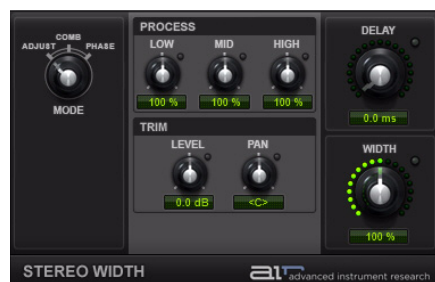 COMB
ADJUST
PHASE
MODE
PROCESS
LOW MID HIGH
100 % 100 % 100 %
TRIM
LEVEL PAN
0.0 dB <C>
DELAY
0.0 ms
WIDTH
100 %
STEREO WIDTH
air advanced instrument research